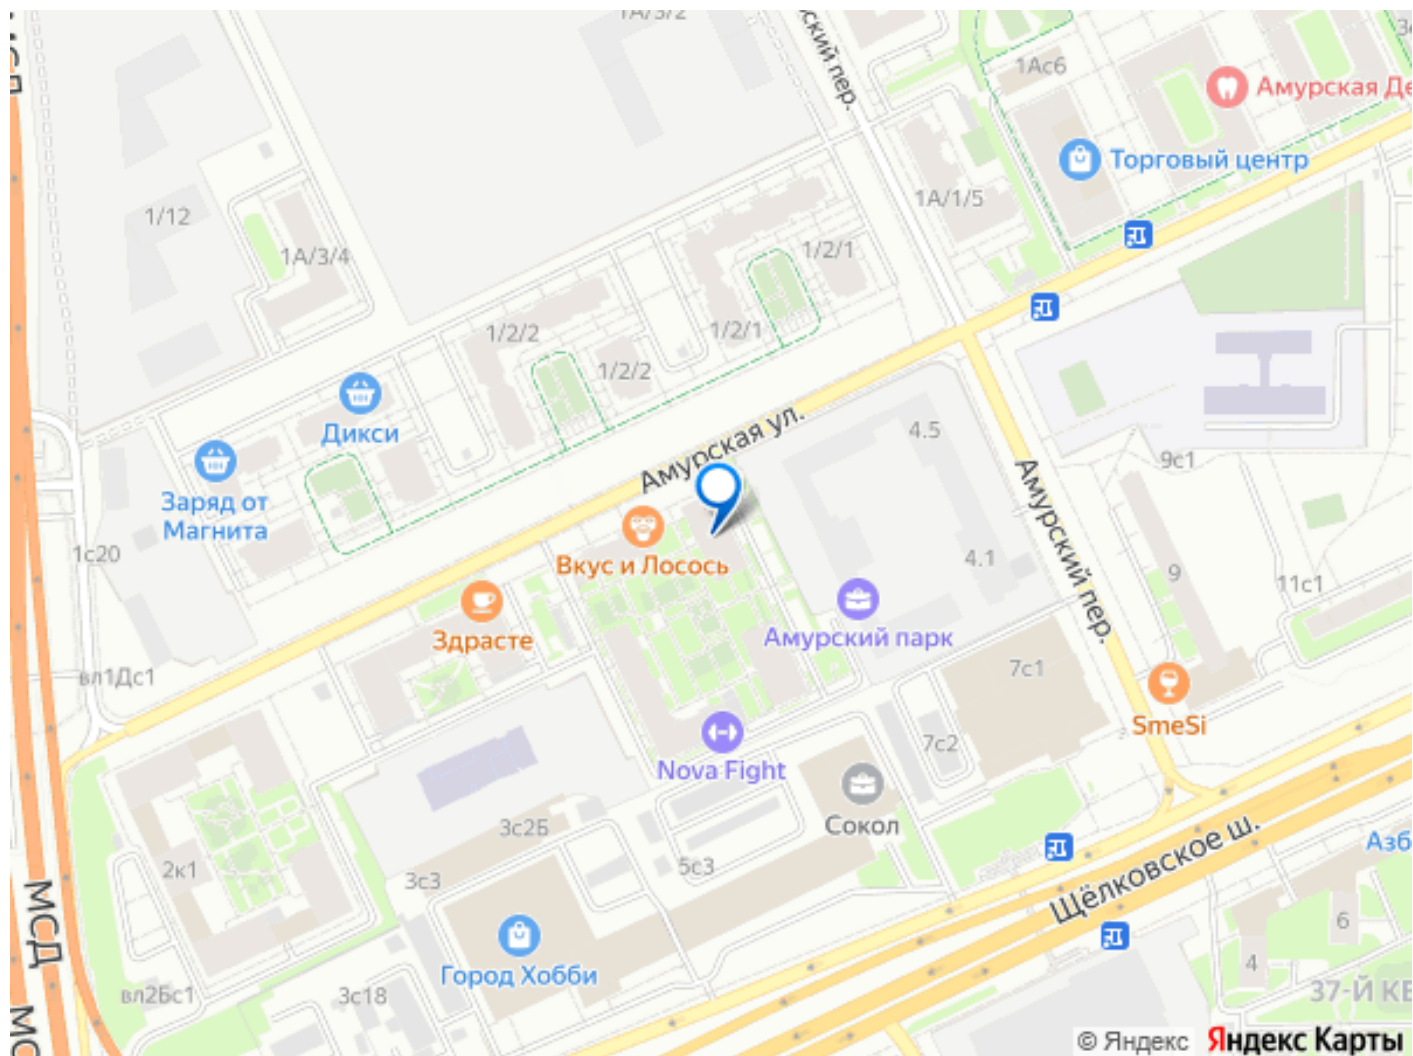 1А/3/2
ский пер.
1Ас6
Амурская Де
Торговый центр
1/12
1А/1/5
1А/3/4
1/2/1
1/2/2
1/2/1
1/2/2
Дикси
Амурская ул.
4.5
Амурский пер.
9с1
Заряд от
Магнита
1с20
Вкус и Лосось
4.1
9
11с1
Здрасте
Амурский парк
7с1
вл1Дс1
SmeSi
7с2
Nova Fight
Сокол
3с2Б
Щёлковское ш.
Азб
2к1
3с3
5с3
МСД
Город Хобби
6
4
вл2Бс1
3с18
37-Й КВ
© Яндекс
Яндекс Карты